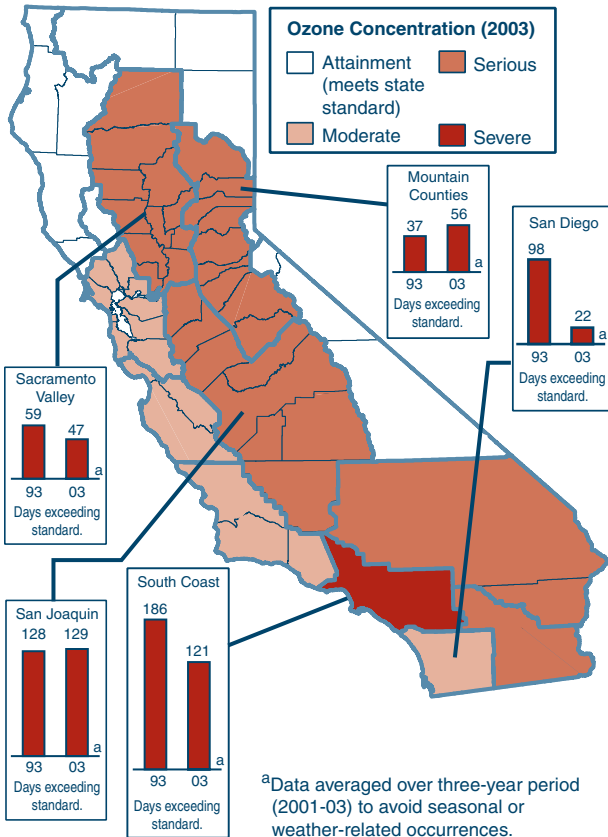 Ozone Concentration (2003)
Attainment
(meets state
standard)
Serious
Moderate
Severe
Mountain
Counties
37 56
93 03 a
Days exceeding
standard.
San Diego
98
22
93 03 a
Days exceeding
standard.
Sacramento
Valley
59 47
93 03 a
Days exceeding
standard.
San Joaquin
128 129
93 03 a
Days exceeding
standard.
South Coast
186
121
93 03 a
Days exceeding
standard.
aData averaged over three-year period
(2001-03) to avoid seasonal or
weather-related occurrences.